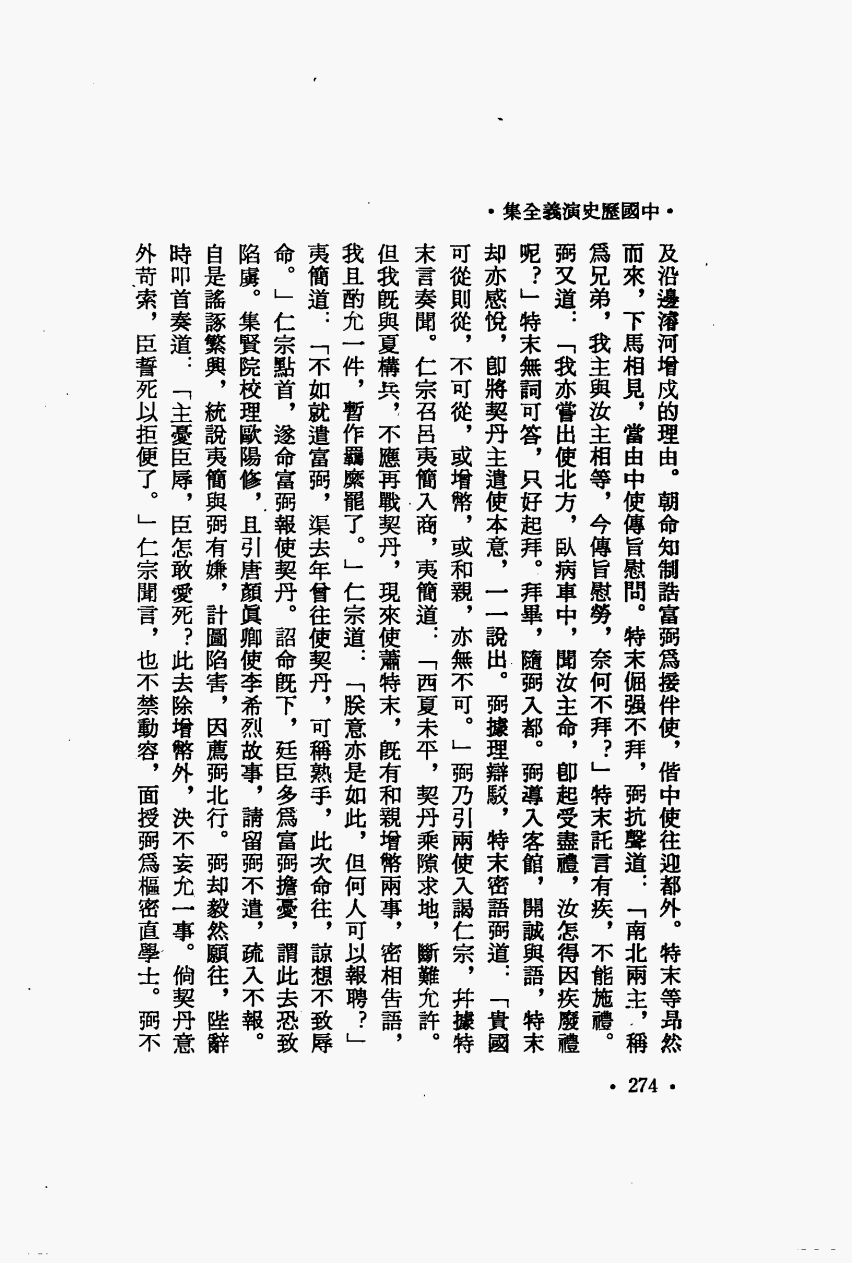 •中國歷史演義全集•
及沿邊濬河增戍的理由。朝命知制誥富弼爲接伴使，偕中使往迎都外。特末等昻然
而來，下馬相見，當由中使傳旨慰問。特末倔强不拜，弼抗聲道：「南北兩主，稱
爲兄弟，我主與汝主相等，今傳旨慰勞，奈何不拜？」特末託言有疾，不能施禮。
弼又道：「我亦嘗出使北方，臥病車中，聞汝主命，卽起受盡禮，汝怎得因疾廢禮
呢？」特末無詞可答，只好起拜。拜畢，隨弼入都。弼導入客館，開誠與語，特末
却亦感悅，卽將契丹主遣使本意，一一說出。弼據理辯駁，特末密語弼道：「貴國
可從則從，不可從，或增幣，或和親，亦無不可。」弼乃引兩使入謁仁宗，幷據特
末言奏聞。仁宗召呂夷簡入商，夷簡道：「西夏未平，契丹乘隙求地，斷難允許。
但我旣與夏構兵，不應再戰契丹，現來使蕭特末，旣有和親增幣兩事，密相告語，
我且酌允一件，暫作羈縻罷了。」仁宗道：「朕意亦是如此，但何人可以報聘？」
夷簡道：「不如就遣富弼，渠去年曾往使契丹，可稱熟手，此次命往，諒想不致辱
命。」仁宗點首，遂命富弼報使契丹。詔命旣下，廷臣多爲富弼擔憂，謂此去恐致
陷虜。集賢院校理歐陽修，且引唐顏眞卿使李希烈故事，請留弼不遣，疏入不報。
自是謠諑繁興，統說夷簡與弼有嫌，計圖陷害，因薦弼北行。弼却毅然願往，陛辭
時叩首奏道：「主憂臣辱，臣怎敢愛死？此去除增幣外，決不妄允一事。倘契丹意
外苛索，臣誓死以拒便了。」仁宗聞言，也不禁動容，面授弼爲樞密直學士。弼不
•274•